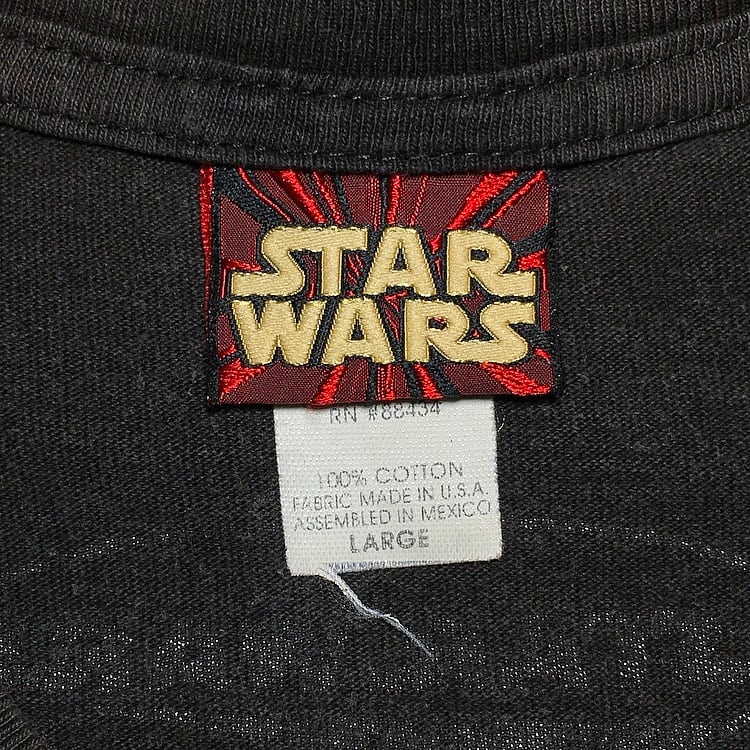 STAR
WARS
RN #88434
100% COTTON
FABRIC MADE IN U.S.A.
ASSEMBLED IN MEXICO
LARGE